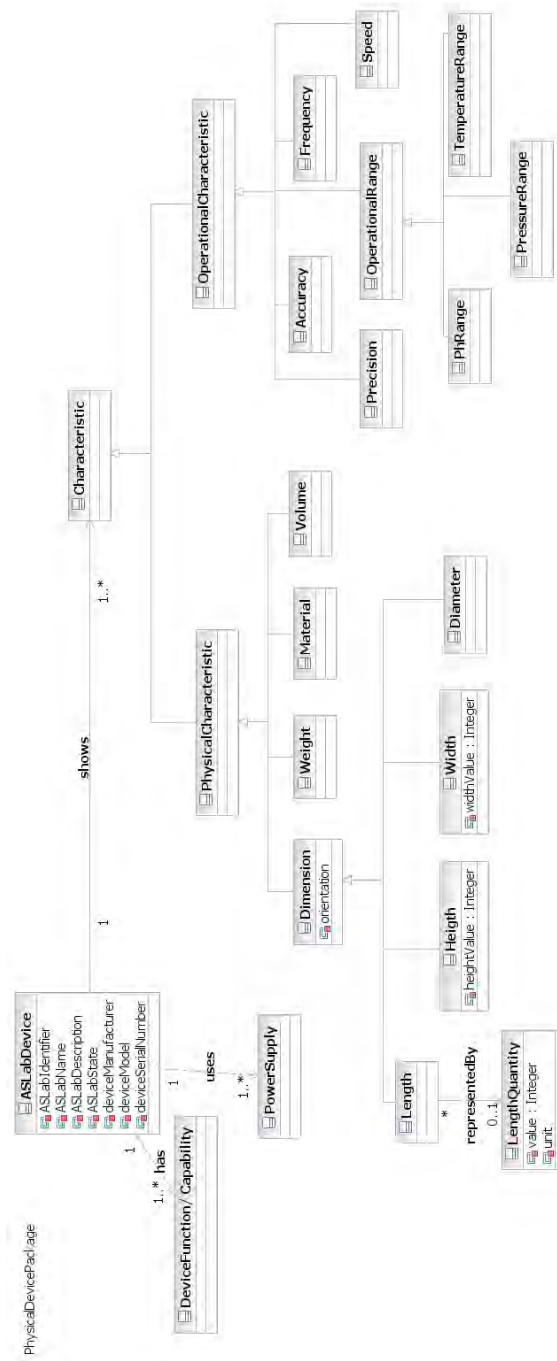 PhysicalDevicePackage
ASLabDevice
ASLabIdentifier
ASLabName
ASLabDescription
ASLabState
deviceManufacturer
deviceModel
deviceSerialNumber
1
shows
1..*
Characteristic
1
has
1..*
DeviceFunction/ Capability
1
uses
1..*
PowerSupply
PhysicalCharacteristic
OperationalCharacteristic
Dimension
orientation
Weight
Material
Volume
Accuracy
Frequency
Precision
OperationalRange
Speed
Length
Heigth
heightValue : Integer
Width
widthValue : Integer
Diameter
PhRange
TemperatureRange
PressureRange
*
representedBy
0..1
LengthQuantity
value : Integer
unit